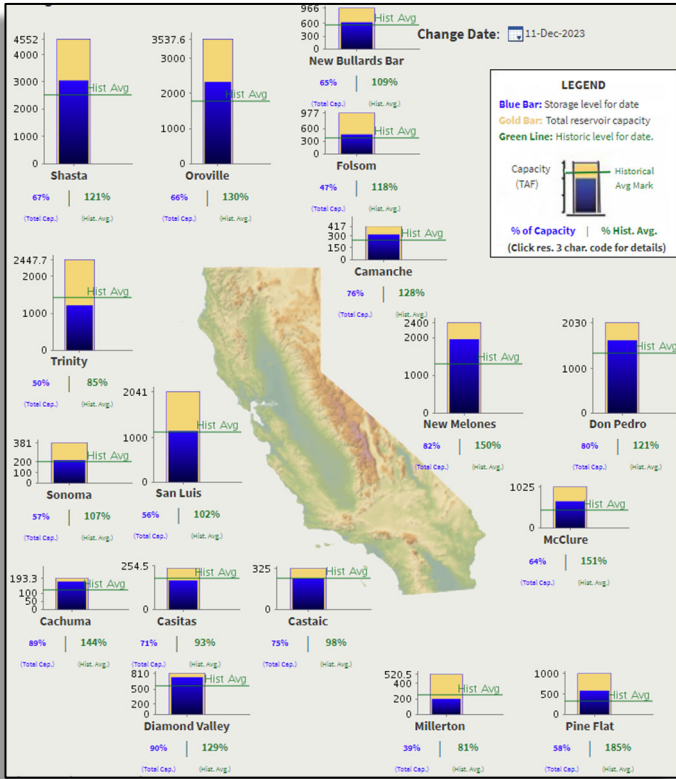 Change Date: 11-Dec-2023
LEGEND
Blue Bar: Storage level for date
Gold Bar: Total reservoir capacity
Green Line: Historic level for date.
Capacity
(TAF)
Historical
Avg Mark
% of Capacity | % Hist. Avg.
(Click res. 3 char. code for details)
4552
4000
3000
2000
1000
0
Hist Avg
Shasta
67% | 121%
(Total Cap.) (Hist. Avg.)
3537.6
3000
2000
1000
0
Hist Avg
Oroville
66% | 130%
(Total Cap.) (Hist. Avg.)
966
600
300
0
Hist Avg
New Bullards Bar
65% | 109%
(Total Cap.) (Hist. Avg.)
977
600
300
0
Hist Avg
Folsom
47% | 118%
(Total Cap.) (Hist. Avg.)
417
300
150
0
Hist Avg
Camanche
76% | 128%
(Total Cap.) (Hist. Avg.)
2447.7
2000
1000
0
Hist Avg
Trinity
50% | 85%
(Total Cap.) (Hist. Avg.)
2400
2000
1000
0
Hist Avg
New Melones
82% | 150%
(Total Cap.) (Hist. Avg.)
2030
1000
0
Hist Avg
Don Pedro
80% | 121%
(Total Cap.) (Hist. Avg.)
381
200
100
0
Hist Avg
Sonoma
57% | 107%
(Total Cap.) (Hist. Avg.)
2041
1000
0
Hist Avg
San Luis
56% | 102%
(Total Cap.) (Hist. Avg.)
1025
500
0
Hist Avg
McClure
64% | 151%
(Total Cap.) (Hist. Avg.)
193.3
100
50
0
Hist Avg
Cachuma
89% | 144%
(Total Cap.) (Hist. Avg.)
254.5
0
Hist Avg
Casitas
71% | 93%
(Total Cap.) (Hist. Avg.)
325
0
Hist Avg
Castaic
75% | 98%
(Total Cap.) (Hist. Avg.)
810
500
200
0
Hist Avg
Diamond Valley
90% | 129%
(Total Cap.) (Hist. Avg.)
520.5
400
200
0
Hist Avg
Millerton
39% | 81%
(Total Cap.) (Hist. Avg.)
1000
500
0
Hist Avg
Pine Flat
58% | 185%
(Total Cap.) (Hist. Avg.)